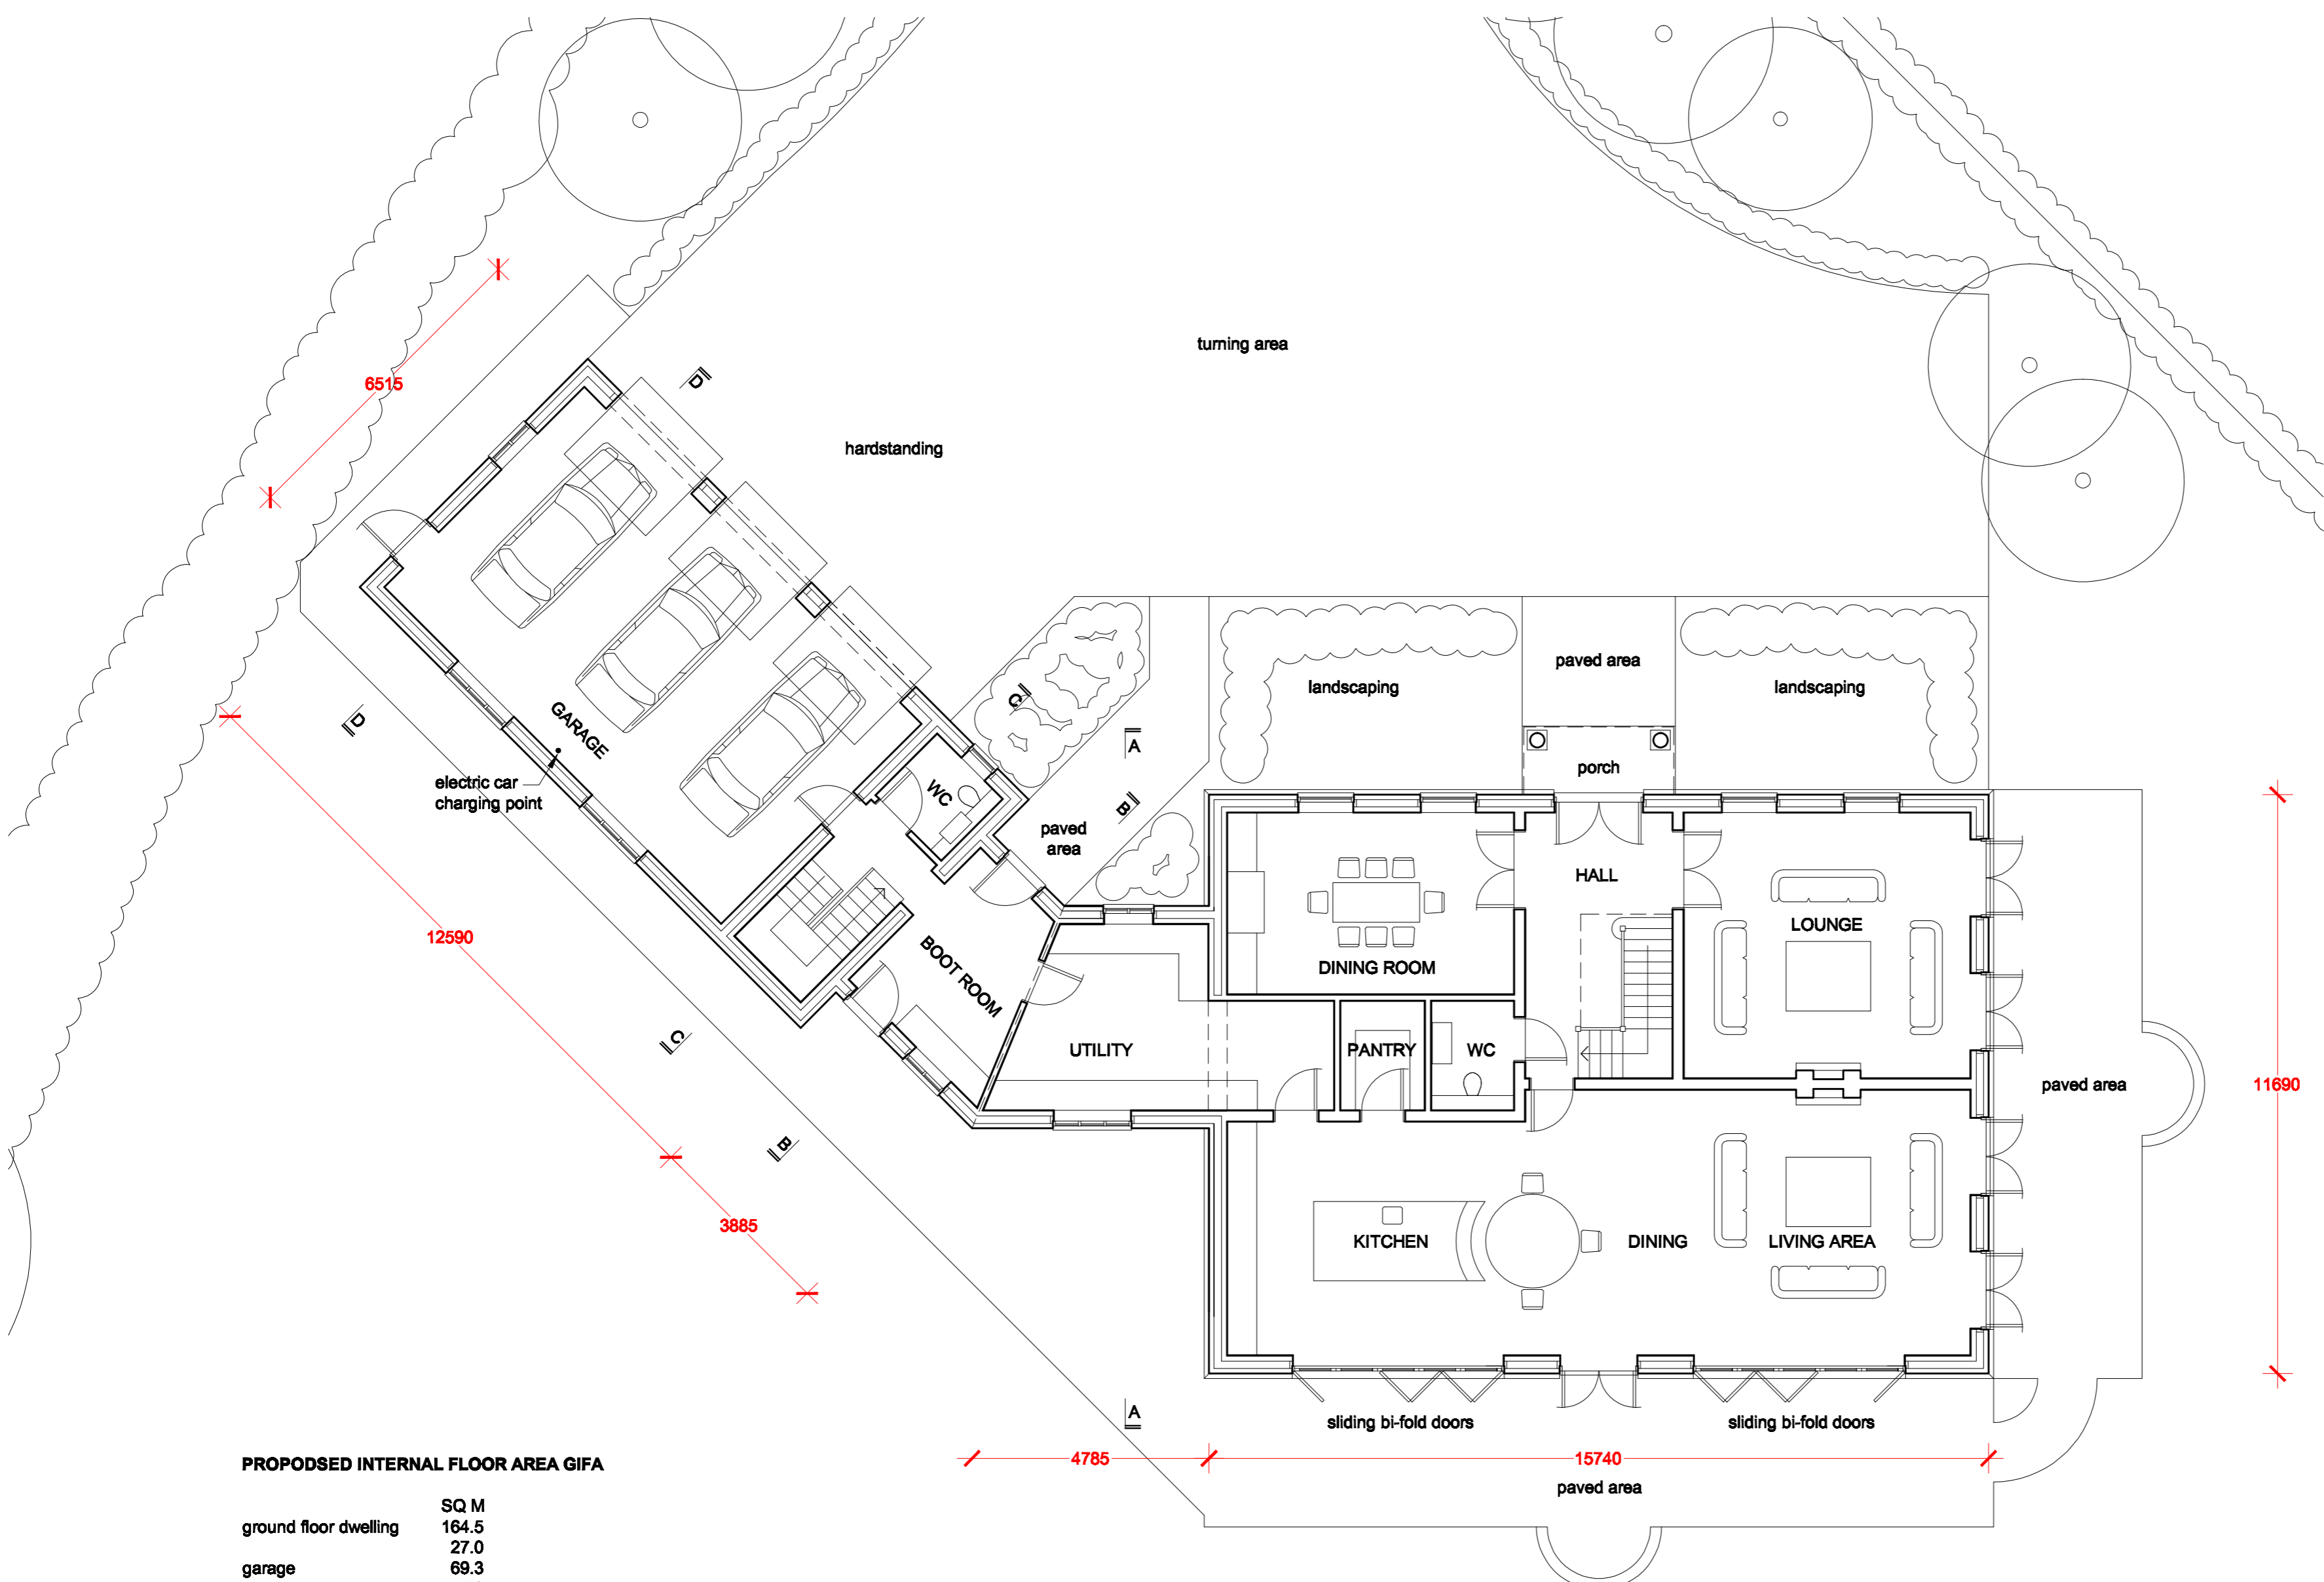 turning area
6515
D
hardstanding
paved area
landscaping
landscaping
C
D
GARAGE
A
electric car
charging point
WC
porch
B
paved
area
HALL
LOUNGE
12590
BOOT ROOM
DINING ROOM
C
UTILITY
PANTRY
WC
paved area
11690
B
3885
KITCHEN
DINING
LIVING AREA
A
sliding bi-fold doors
sliding bi-fold doors
4785
15740
paved area
PROPODSED INTERNAL FLOOR AREA GIFA
SQ M
ground floor dwelling 164.5
27.0
garage 69.3